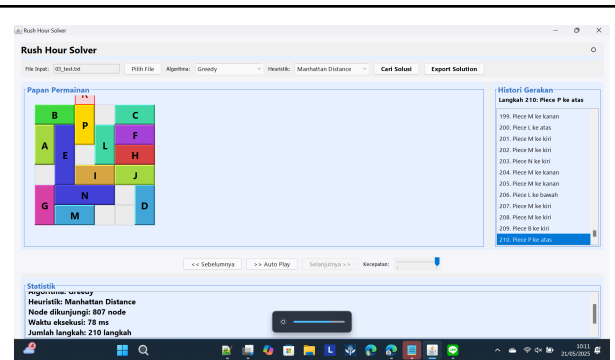 Rush Hour Solver
Rush Hour Solver
File Input: 03_test.txt Pilih File Algoritma: Greedy Heuristik: Manhattan Distance Cari Solusi Export Solution
Papan Permainan
K
B P C
A E L F
H
I J
G N D
M
Histori Gerakan
Langkah 210: Piece P ke atas
199. Piece M ke kanan
200. Piece L ke atas
201. Piece M ke kiri
202. Piece M ke kiri
203. Piece N ke kiri
204. Piece M ke kanan
205. Piece M ke kanan
206. Piece L ke bawah
207. Piece M ke kiri
208. Piece M ke kiri
209. Piece B ke kiri
210. Piece P ke atas
<< Sebelumnya >> Auto Play Selanjutnya >> Kecepatan:
Statistik
Algoritma: Greedy
Heuristik: Manhattan Distance
Node dikunjungi: 807 node
Waktu eksekusi: 78 ms
Jumlah langkah: 210 langkah
10.11
21/05/2025